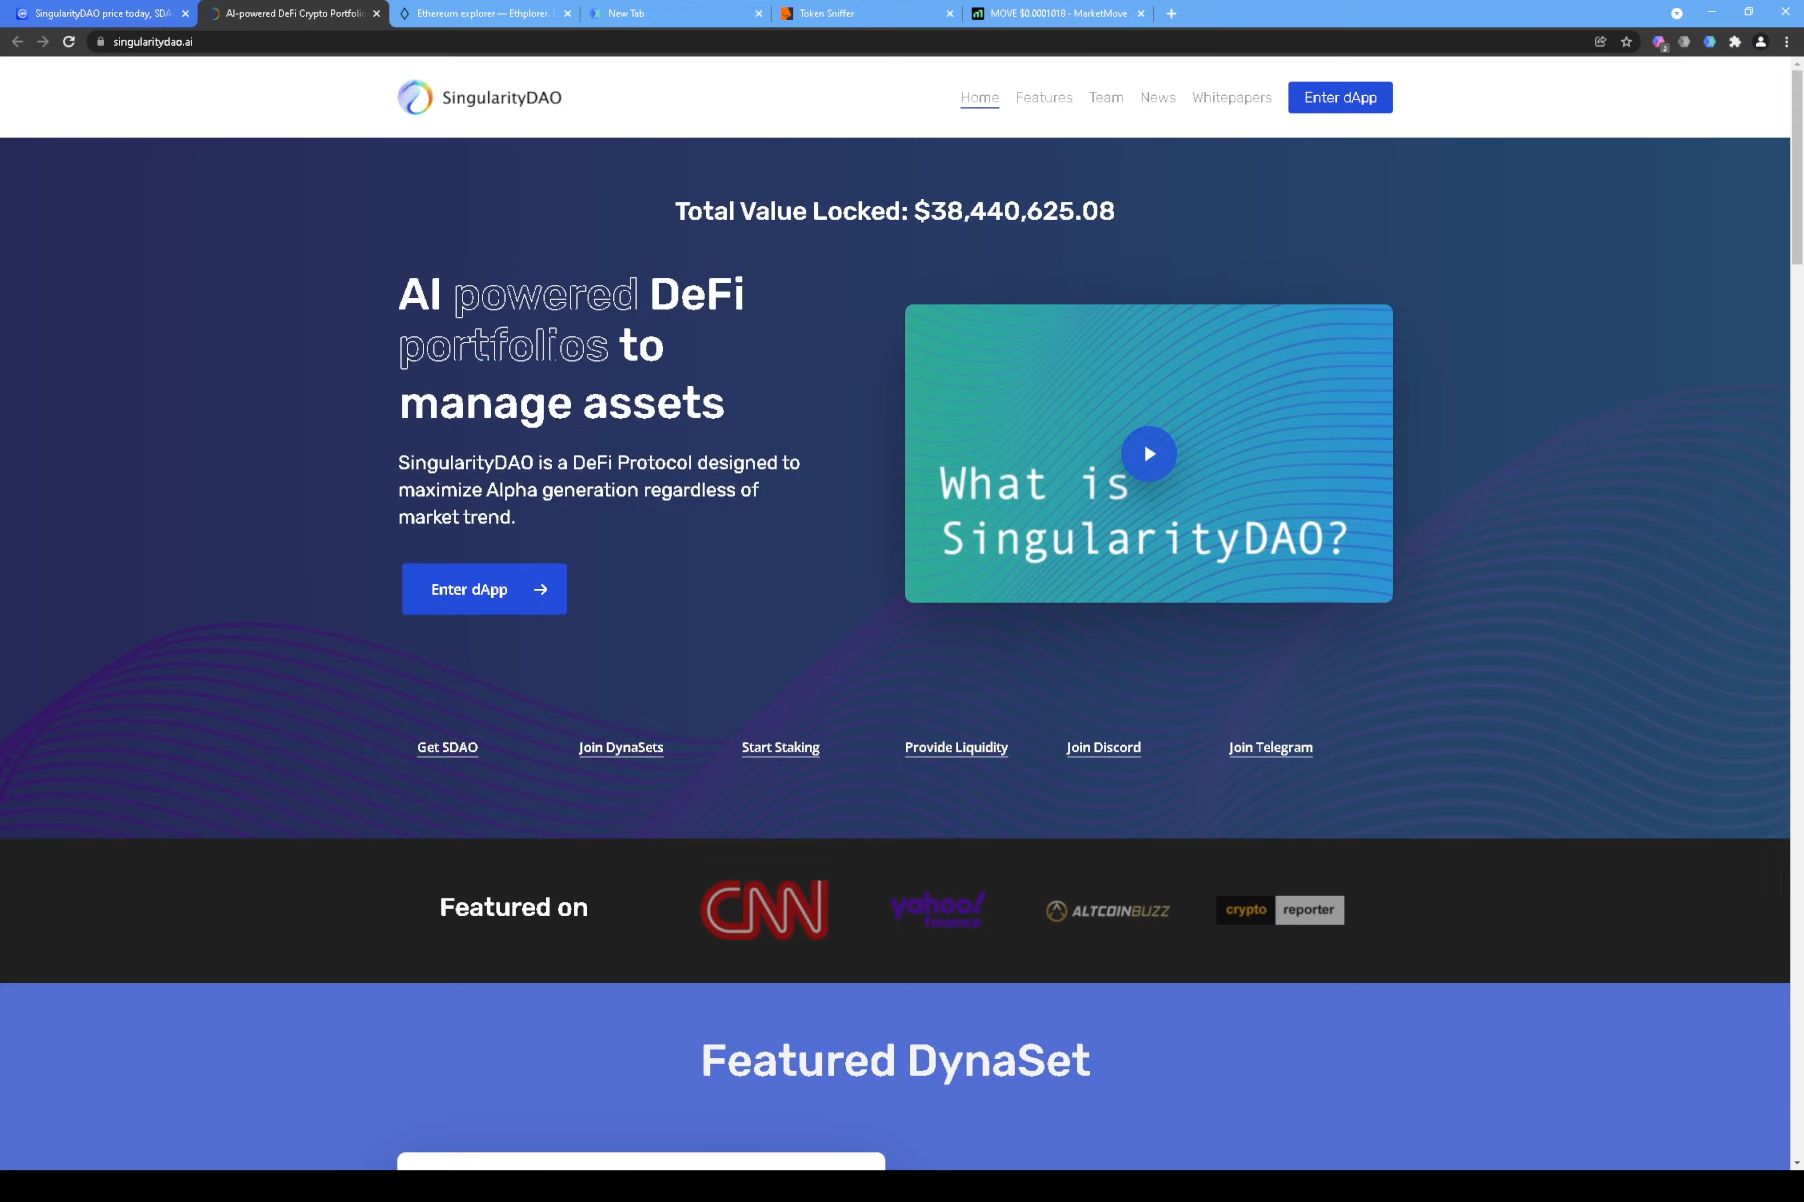 SingularityDAO price today, SDA
AI-powered DeFi Crypto Portfolio
Ethereum explorer — Ethplorer.
New Tab
Token Sniffer
MOVE $0.0001018 - MarketMove
singularitydao.ai
2
SingularityDAO
Home
Features
Team
News
Whitepapers
Enter dApp
Total Value Locked: $38,440,625.08
AI powered DeFi
portfolios to
manage assets
SingularityDAO is a DeFi Protocol designed to
maximize Alpha generation regardless of
market trend.
Enter dApp
What is
SingularityDAO?
Get SDAO
Join DynaSets
Start Staking
Provide Liquidity
Join Discord
Join Telegram
Featured on
CNN
yahoo!
finance
ALTCOINBUZZ
crypto reporter
Featured DynaSet